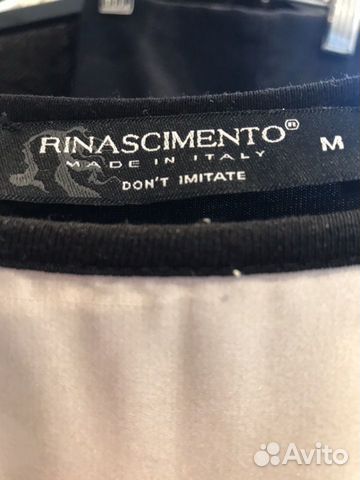 RINASCIMENTO®
MADE IN ITALY
DON'T IMITATE
M
Avito